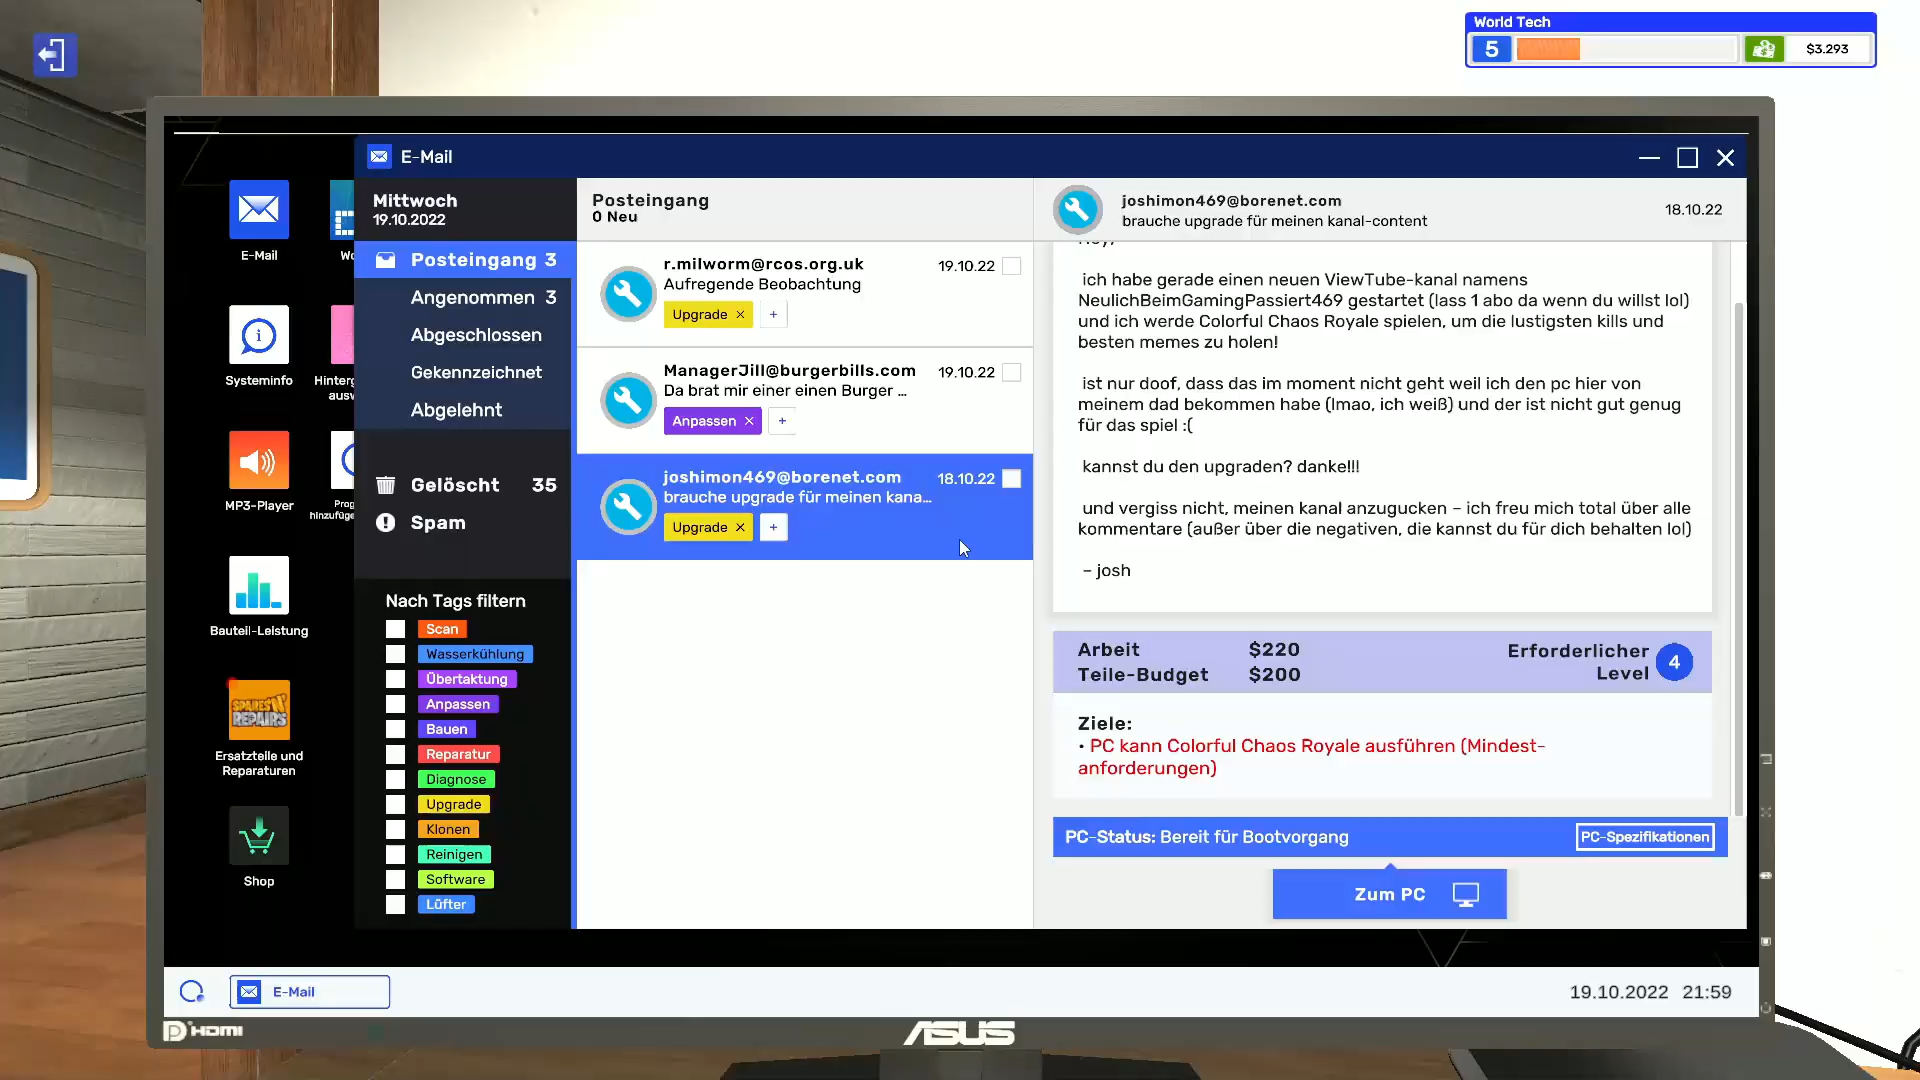 World Tech
5
$3.293
E-Mail
Mittwoch
19.10.2022
Posteingang 3
Angenommen 3
Abgeschlossen
Gekennzeichnet
Abgelehnt
Gelöscht 35
Spam
Nach Tags filtern
Scan
Wasserkühlung
Übertaktung
Anpassen
Bauen
Reparatur
Diagnose
Upgrade
Klonen
Reinigen
Software
Lüfter
E-Mail
Systeminfo
MP3-Player
Bauteil-Leistung
SPARES N' REPAIRS
Ersatzteile und
Reparaturen
Shop
Posteingang
0 Neu
r.milworm@rcos.org.uk 19.10.22
Aufregende Beobachtung
Upgrade × +
ManagerJill@burgerbills.com 19.10.22
Da brat mir einer einen Burger ...
Anpassen × +
joshimon469@borenet.com 18.10.22
brauche upgrade für meinen kana...
Upgrade × +
joshimon469@borenet.com
brauche upgrade für meinen kanal-content
18.10.22
ich habe gerade einen neuen ViewTube-kanal namens
NeulichBeimGamingPassiert469 gestartet (lass 1 abo da wenn du willst lol)
und ich werde Colorful Chaos Royale spielen, um die lustigsten kills und
besten memes zu holen!
ist nur doof, dass das im moment nicht geht weil ich den pc hier von
meinem dad bekommen habe (lmao, ich weiß) und der ist nicht gut genug
für das spiel :(
kannst du den upgraden? danke!!!
und vergiss nicht, meinen kanal anzugucken – ich freu mich total über alle
kommentare (außer über die negativen, die kannst du für dich behalten lol)
– josh
Arbeit $220
Teile-Budget $200
Erforderlicher
Level 4
Ziele:
• PC kann Colorful Chaos Royale ausführen (Mindest-
anforderungen)
PC-Status: Bereit für Bootvorgang
PC-Spezifikationen
Zum PC
E-Mail
19.10.2022 21:59
HDMI
ASUS